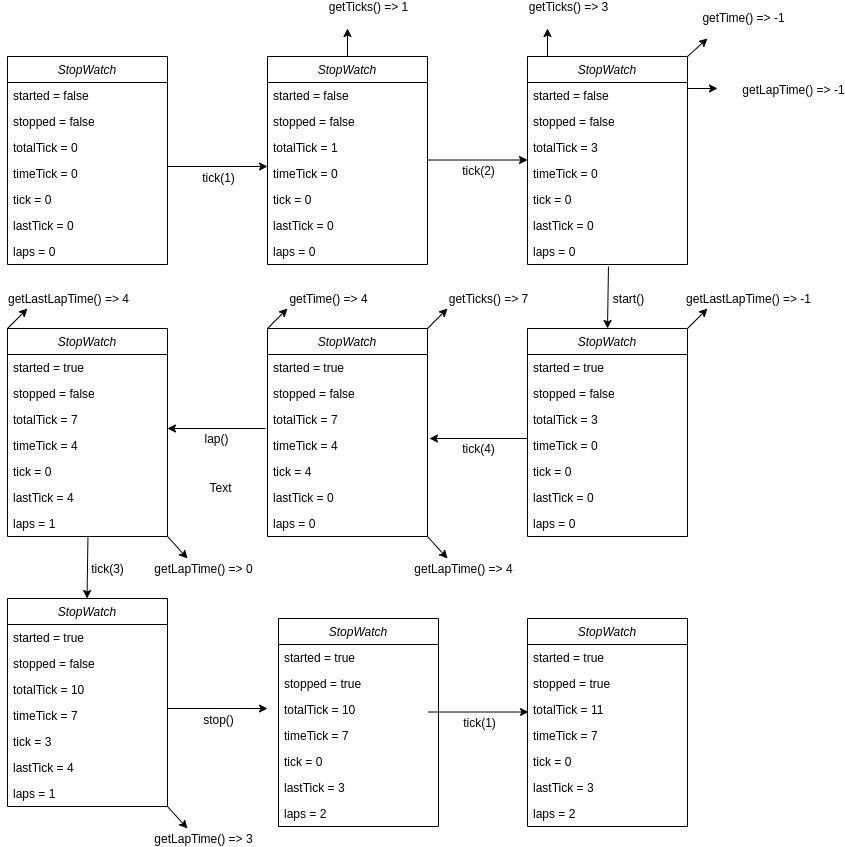 getTicks() => 1
getTicks() => 3
getTime() => -1
getLapTime() => -1
StopWatch
started = false
stopped = false
totalTick = 0
timeTick = 0
tick = 0
lastTick = 0
laps = 0
tick(1)
StopWatch
started = false
stopped = false
totalTick = 1
timeTick = 0
tick = 0
lastTick = 0
laps = 0
tick(2)
StopWatch
started = false
stopped = false
totalTick = 3
timeTick = 0
tick = 0
lastTick = 0
laps = 0
start()
getLastLapTime() => -1
StopWatch
started = true
stopped = false
totalTick = 3
timeTick = 0
tick = 0
lastTick = 0
laps = 0
tick(4)
getTime() => 4
getTicks() => 7
StopWatch
started = true
stopped = false
totalTick = 7
timeTick = 4
tick = 4
lastTick = 0
laps = 0
getLapTime() => 4
lap()
Text
getLastLapTime() => 4
StopWatch
started = true
stopped = false
totalTick = 7
timeTick = 4
tick = 0
lastTick = 4
laps = 1
getLapTime() => 0
tick(3)
StopWatch
started = true
stopped = false
totalTick = 10
timeTick = 7
tick = 3
lastTick = 4
laps = 1
getLapTime() => 3
stop()
StopWatch
started = true
stopped = true
totalTick = 10
timeTick = 7
tick = 0
lastTick = 3
laps = 2
tick(1)
StopWatch
started = true
stopped = true
totalTick = 11
timeTick = 7
tick = 0
lastTick = 3
laps = 2